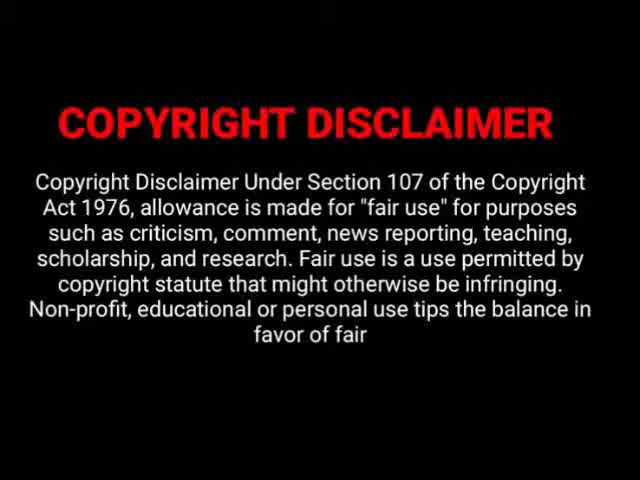 COPYRIGHT DISCLAIMER
Copyright Disclaimer Under Section 107 of the Copyright
Act 1976, allowance is made for "fair use" for purposes
such as criticism, comment, news reporting, teaching,
scholarship, and research. Fair use is a use permitted by
copyright statute that might otherwise be infringing.
Non-profit, educational or personal use tips the balance in
favor of fair